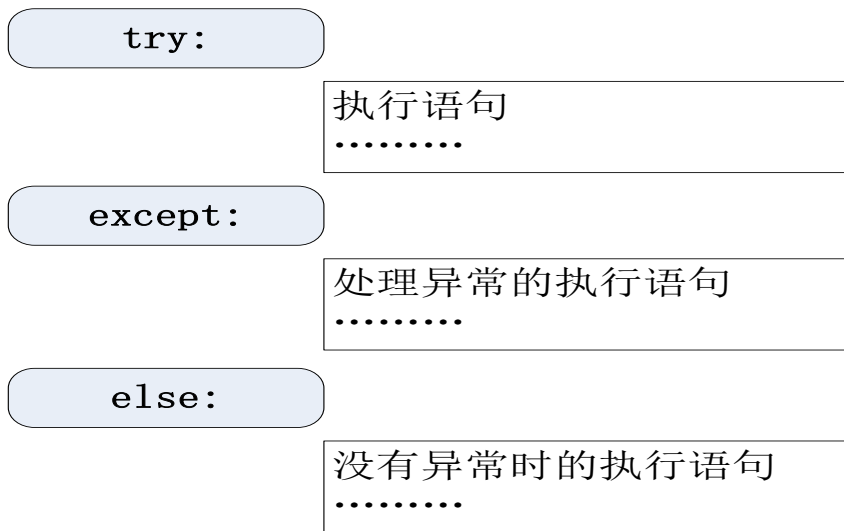 try:
执行语句
………
except:
处理异常的执行语句
………
else:
没有异常时的执行语句
………